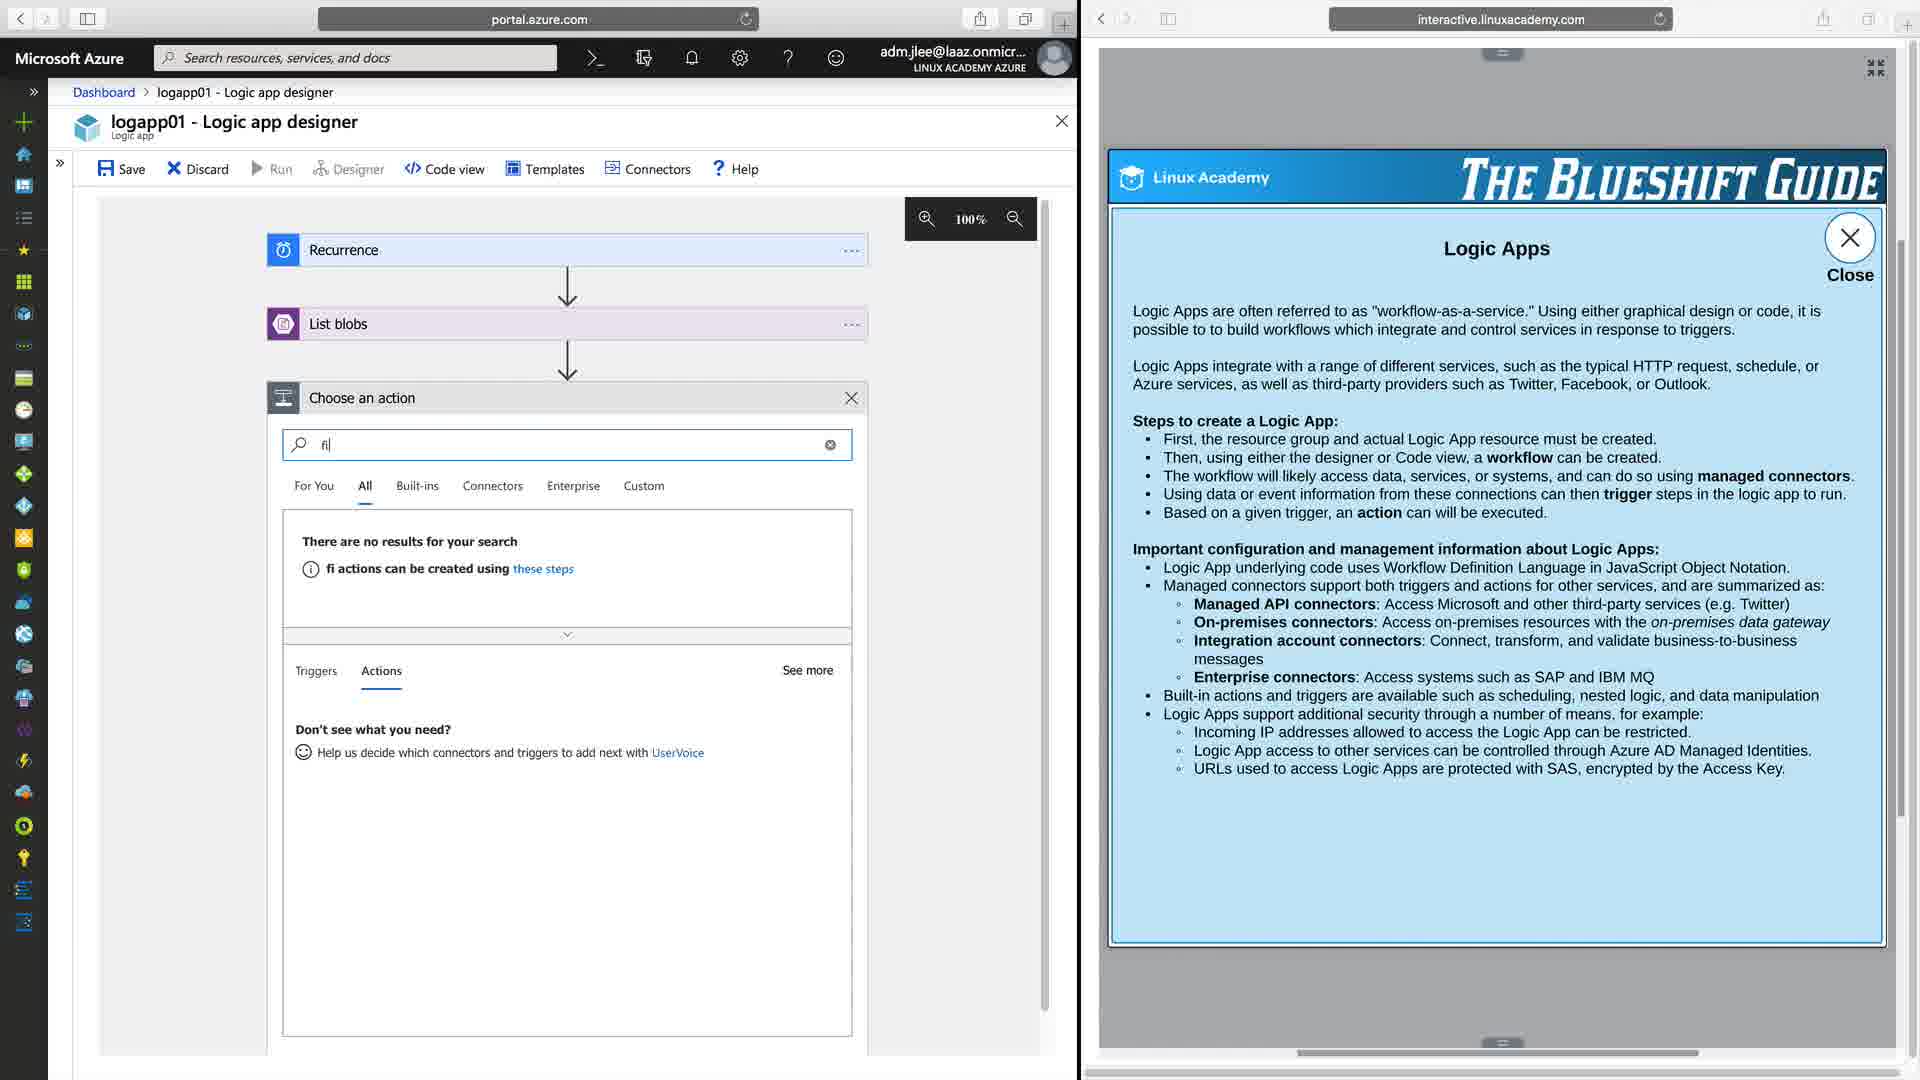 portal.azure.com
Microsoft Azure
Search resources, services, and docs
adm.jlee@laaz.onmicr...
LINUX ACADEMY AZURE
Dashboard > logapp01 - Logic app designer
logapp01 - Logic app designer
Logic app
Save Discard Run Designer Code view Templates Connectors Help
100%
Recurrence
List blobs
Choose an action
fi
For You All Built-ins Connectors Enterprise Custom
There are no results for your search
fi actions can be created using these steps
Triggers Actions See more
Don't see what you need?
Help us decide which connectors and triggers to add next with UserVoice
interactive.linuxacademy.com
Linux Academy
THE BLUESHIFT GUIDE
Logic Apps
Close
Logic Apps are often referred to as "workflow-as-a-service." Using either graphical design or code, it is
possible to to build workflows which integrate and control services in response to triggers.
Logic Apps integrate with a range of different services, such as the typical HTTP request, schedule, or
Azure services, as well as third-party providers such as Twitter, Facebook, or Outlook.
Steps to create a Logic App:
• First, the resource group and actual Logic App resource must be created.
• Then, using either the designer or Code view, a workflow can be created.
• The workflow will likely access data, services, or systems, and can do so using managed connectors.
• Using data or event information from these connections can then trigger steps in the logic app to run.
• Based on a given trigger, an action can will be executed.
Important configuration and management information about Logic Apps:
• Logic App underlying code uses Workflow Definition Language in JavaScript Object Notation.
• Managed connectors support both triggers and actions for other services, and are summarized as:
◦ Managed API connectors: Access Microsoft and other third-party services (e.g. Twitter)
◦ On-premises connectors: Access on-premises resources with the on-premises data gateway
◦ Integration account connectors: Connect, transform, and validate business-to-business
messages
◦ Enterprise connectors: Access systems such as SAP and IBM MQ
• Built-in actions and triggers are available such as scheduling, nested logic, and data manipulation
• Logic Apps support additional security through a number of means, for example:
◦ Incoming IP addresses allowed to access the Logic App can be restricted.
◦ Logic App access to other services can be controlled through Azure AD Managed Identities.
◦ URLs used to access Logic Apps are protected with SAS, encrypted by the Access Key.